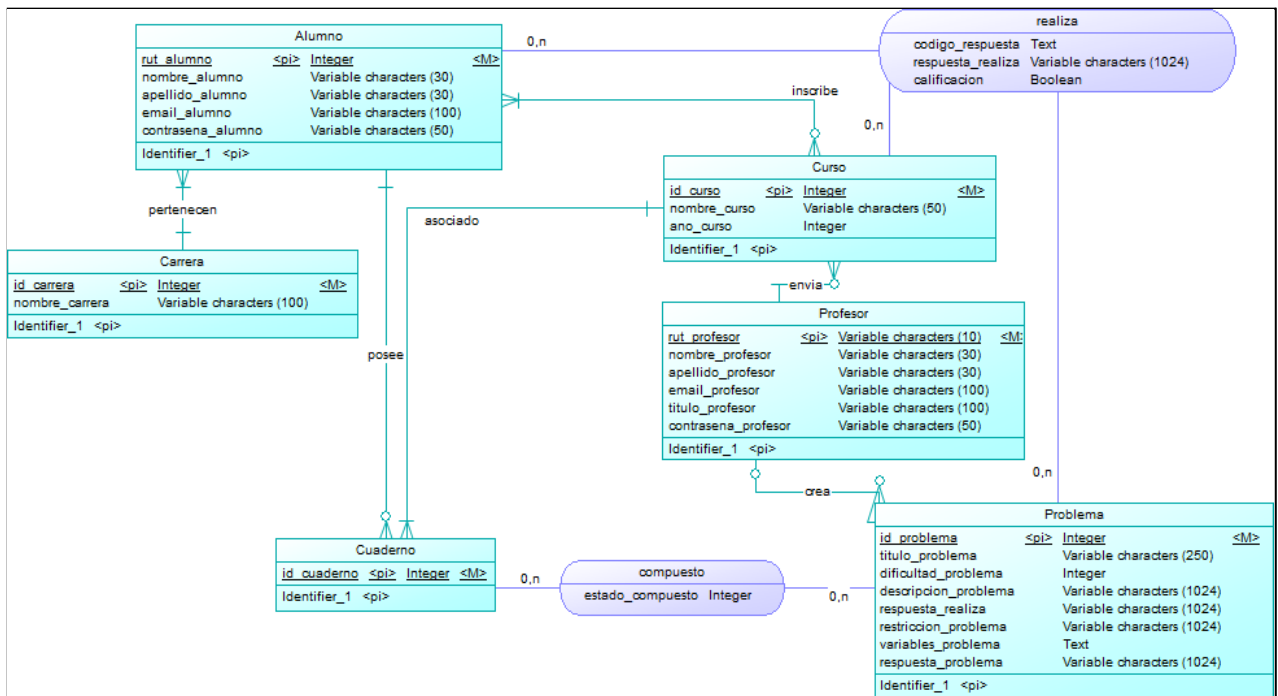 realiza
codigo_respuesta Text
respuesta_realiza Variable characters (1024)
calificacion Boolean
Alumno
rut_alumno <pi> Integer <M>
nombre_alumno Variable characters (30)
apellido_alumno Variable characters (30)
email_alumno Variable characters (100)
contrasena_alumno Variable characters (50)
Identifier_1 <pi>
0,n
inscribe
0,n
Curso
id_curso <pi> Integer <M>
nombre_curso Variable characters (50)
ano_curso Integer
Identifier_1 <pi>
pertenecen
asociado
Carrera
id_carrera <pi> Integer <M>
nombre_carrera Variable characters (100)
Identifier_1 <pi>
envia
Profesor
rut_profesor <pi> Variable characters (10) <M>
nombre_profesor Variable characters (30)
apellido_profesor Variable characters (30)
email_profesor Variable characters (100)
titulo_profesor Variable characters (100)
contrasena_profesor Variable characters (50)
Identifier_1 <pi>
posee
0,n
crea
Problema
id_problema <pi> Integer <M>
titulo_problema Variable characters (250)
dificultad_problema Integer
descripcion_problema Variable characters (1024)
respuesta_realiza Variable characters (1024)
restriccion_problema Variable characters (1024)
variables_problema Text
respuesta_problema Variable characters (1024)
Identifier_1 <pi>
Cuaderno
id_cuaderno <pi> Integer <M>
Identifier_1 <pi>
0,n
compuesto
estado_compuesto Integer
0,n